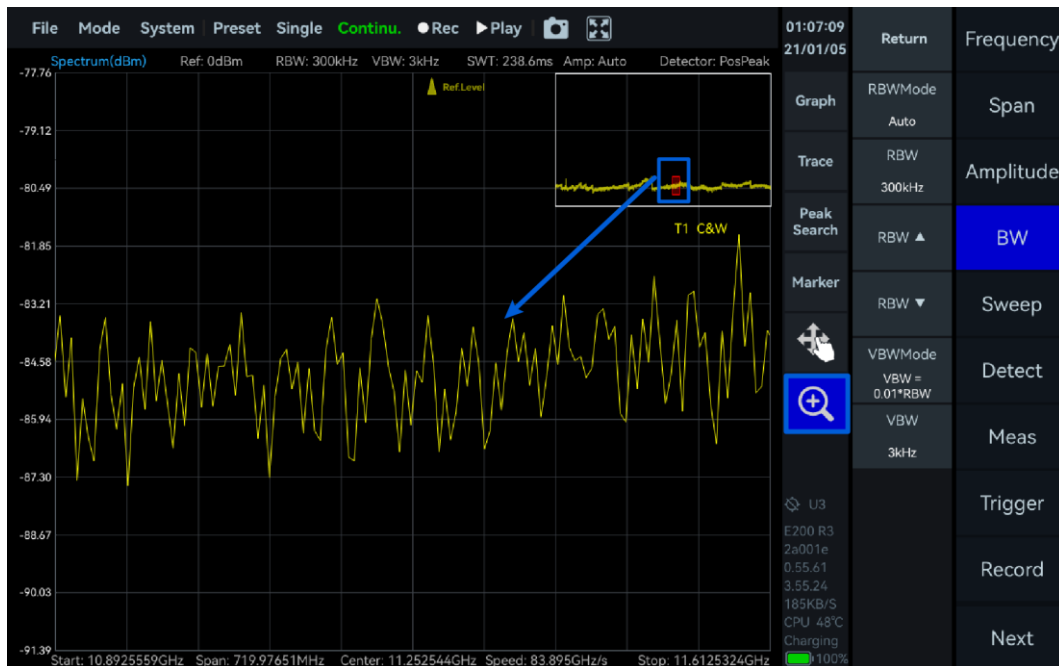 File Mode System Preset Single Continu. Rec Play
Spectrum(dBm) Ref: 0dBm RBW: 300kHz VBW: 3kHz SWT: 238.6ms Amp: Auto Detector: PosPeak
Ref.Level
T1 C&W
-77.76
-79.12
-80.49
-81.85
-83.21
-84.58
-85.94
-87.30
-88.67
-90.03
-91.39
Start: 10.8925559GHz Span: 719.97651MHz Center: 11.252544GHz Speed: 83.895GHz/s Stop: 11.6125324GHz
01:07:09
21/01/05
Graph
Trace
Peak
Search
Marker
U3
E200 R3
2a001e
0.55.61
3.55.24
185KB/S
CPU 48℃
Charging
100%
Return
RBWMode
Auto
RBW
300kHz
RBW ▲
RBW ▼
VBWMode
VBW =
0.01*RBW
VBW
3kHz
Frequency
Span
Amplitude
BW
Sweep
Detect
Meas
Trigger
Record
Next